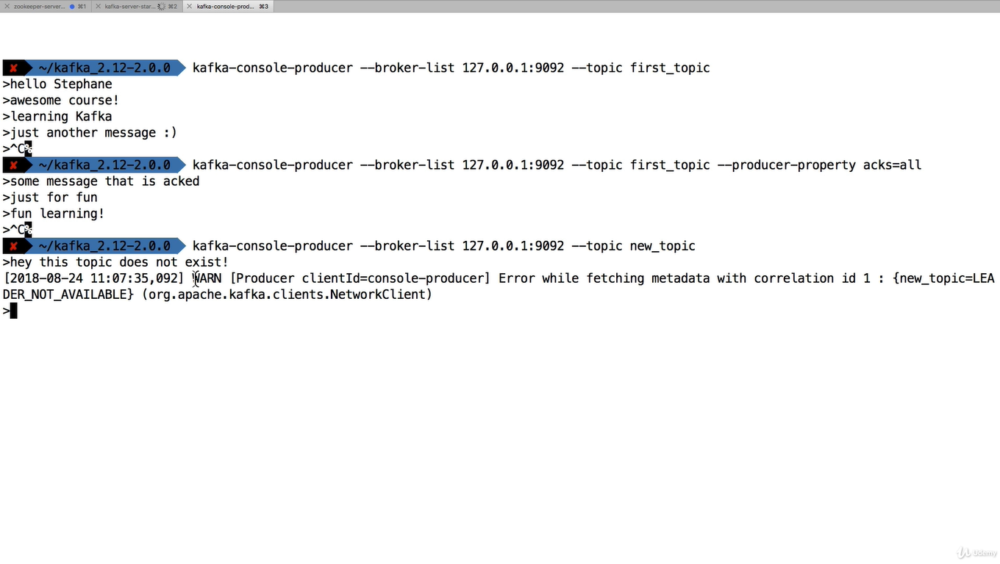 zookeeper-server... ⌘1 kafka-server-star... ⌘2 kafka-console-prod... ⌘3
✘ ~/kafka_2.12-2.0.0 kafka-console-producer --broker-list 127.0.0.1:9092 --topic first_topic
>hello Stephane
>awesome course!
>learning Kafka
>just another message :)
>^C%
✘ ~/kafka_2.12-2.0.0 kafka-console-producer --broker-list 127.0.0.1:9092 --topic first_topic --producer-property acks=all
>some message that is acked
>just for fun
>fun learning!
>^C%
✘ ~/kafka_2.12-2.0.0 kafka-console-producer --broker-list 127.0.0.1:9092 --topic new_topic
>hey this topic does not exist!
[2018-08-24 11:07:35,092] WARN [Producer clientId=console-producer] Error while fetching metadata with correlation id 1 : {new_topic=LEA
DER_NOT_AVAILABLE} (org.apache.kafka.clients.NetworkClient)
>
Udemy